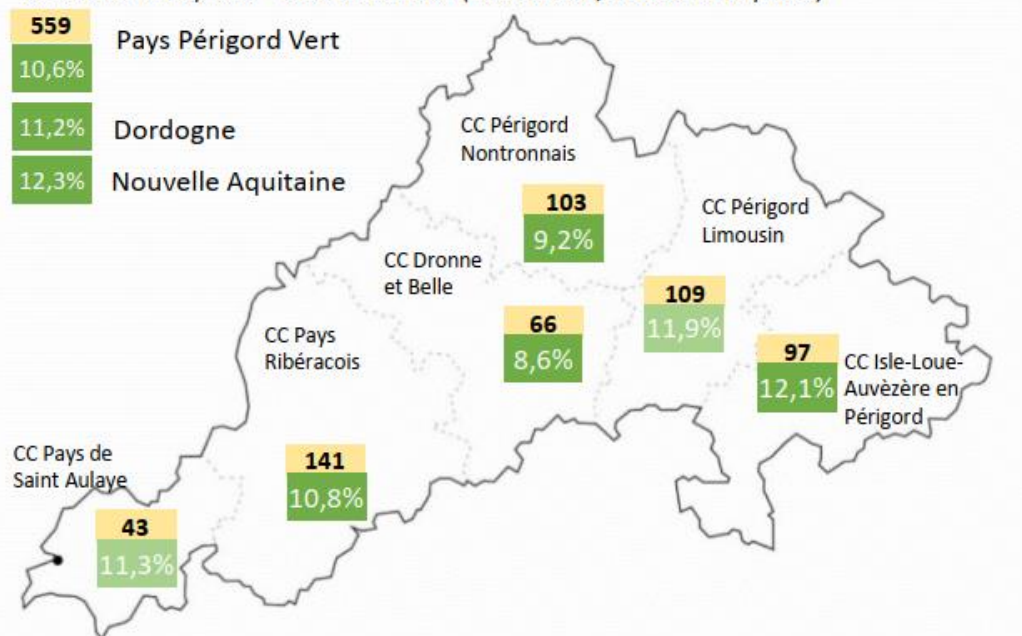 559
Pays Périgord Vert
10,6%
11,2%
Dordogne
12,3%
Nouvelle Aquitaine
CC Périgord
Nontronnais
103
9,2%
CC Périgord
Limousin
109
11,9%
CC Dronne
et Belle
66
8,6%
97
12,1%
CC Isle-Loue-
Auvèzère en
Périgord
CC Pays
Ribéracois
141
10,8%
CC Pays de
Saint Aulaye
43
11,3%